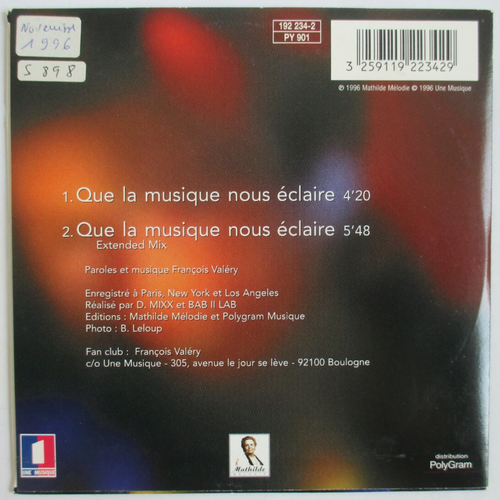 Novembre
1996
S 898
192 234-2
PY 901
3 259119 223429
℗ 1996 Mathilde Mélodie © 1996 Une Musique
1. Que la musique nous éclaire 4'20
2. Que la musique nous éclaire 5'48
Extended Mix
Paroles et musique François Valéry
Enregistré à Paris, New York et Los Angeles
Réalisé par D. MIXX et BAB II LAB
Editions : Mathilde Mélodie et Polygram Musique
Photo : B. Leloup
Fan club : François Valéry
c/o Une Musique - 305, avenue le jour se lève - 92100 Boulogne
1
UNE MUSIQUE
Mathilde
distribution
PolyGram